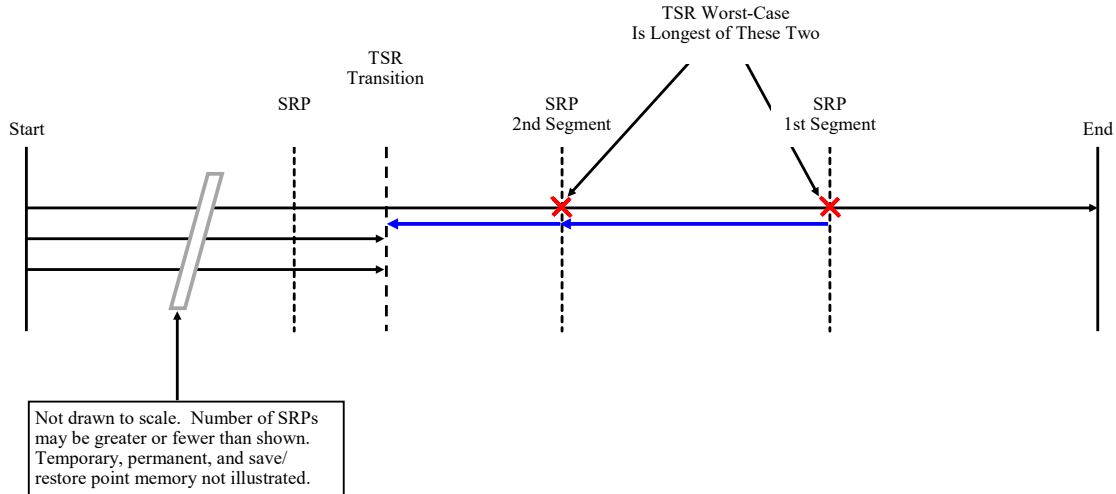 TSR Worst-Case
Is Longest of These Two
TSR
Transition
SRP
SRP
2nd Segment
SRP
1st Segment
Start
End
Not drawn to scale.  Number of SRPs
may be greater or fewer than shown.
Temporary, permanent, and save/
restore point memory not illustrated.